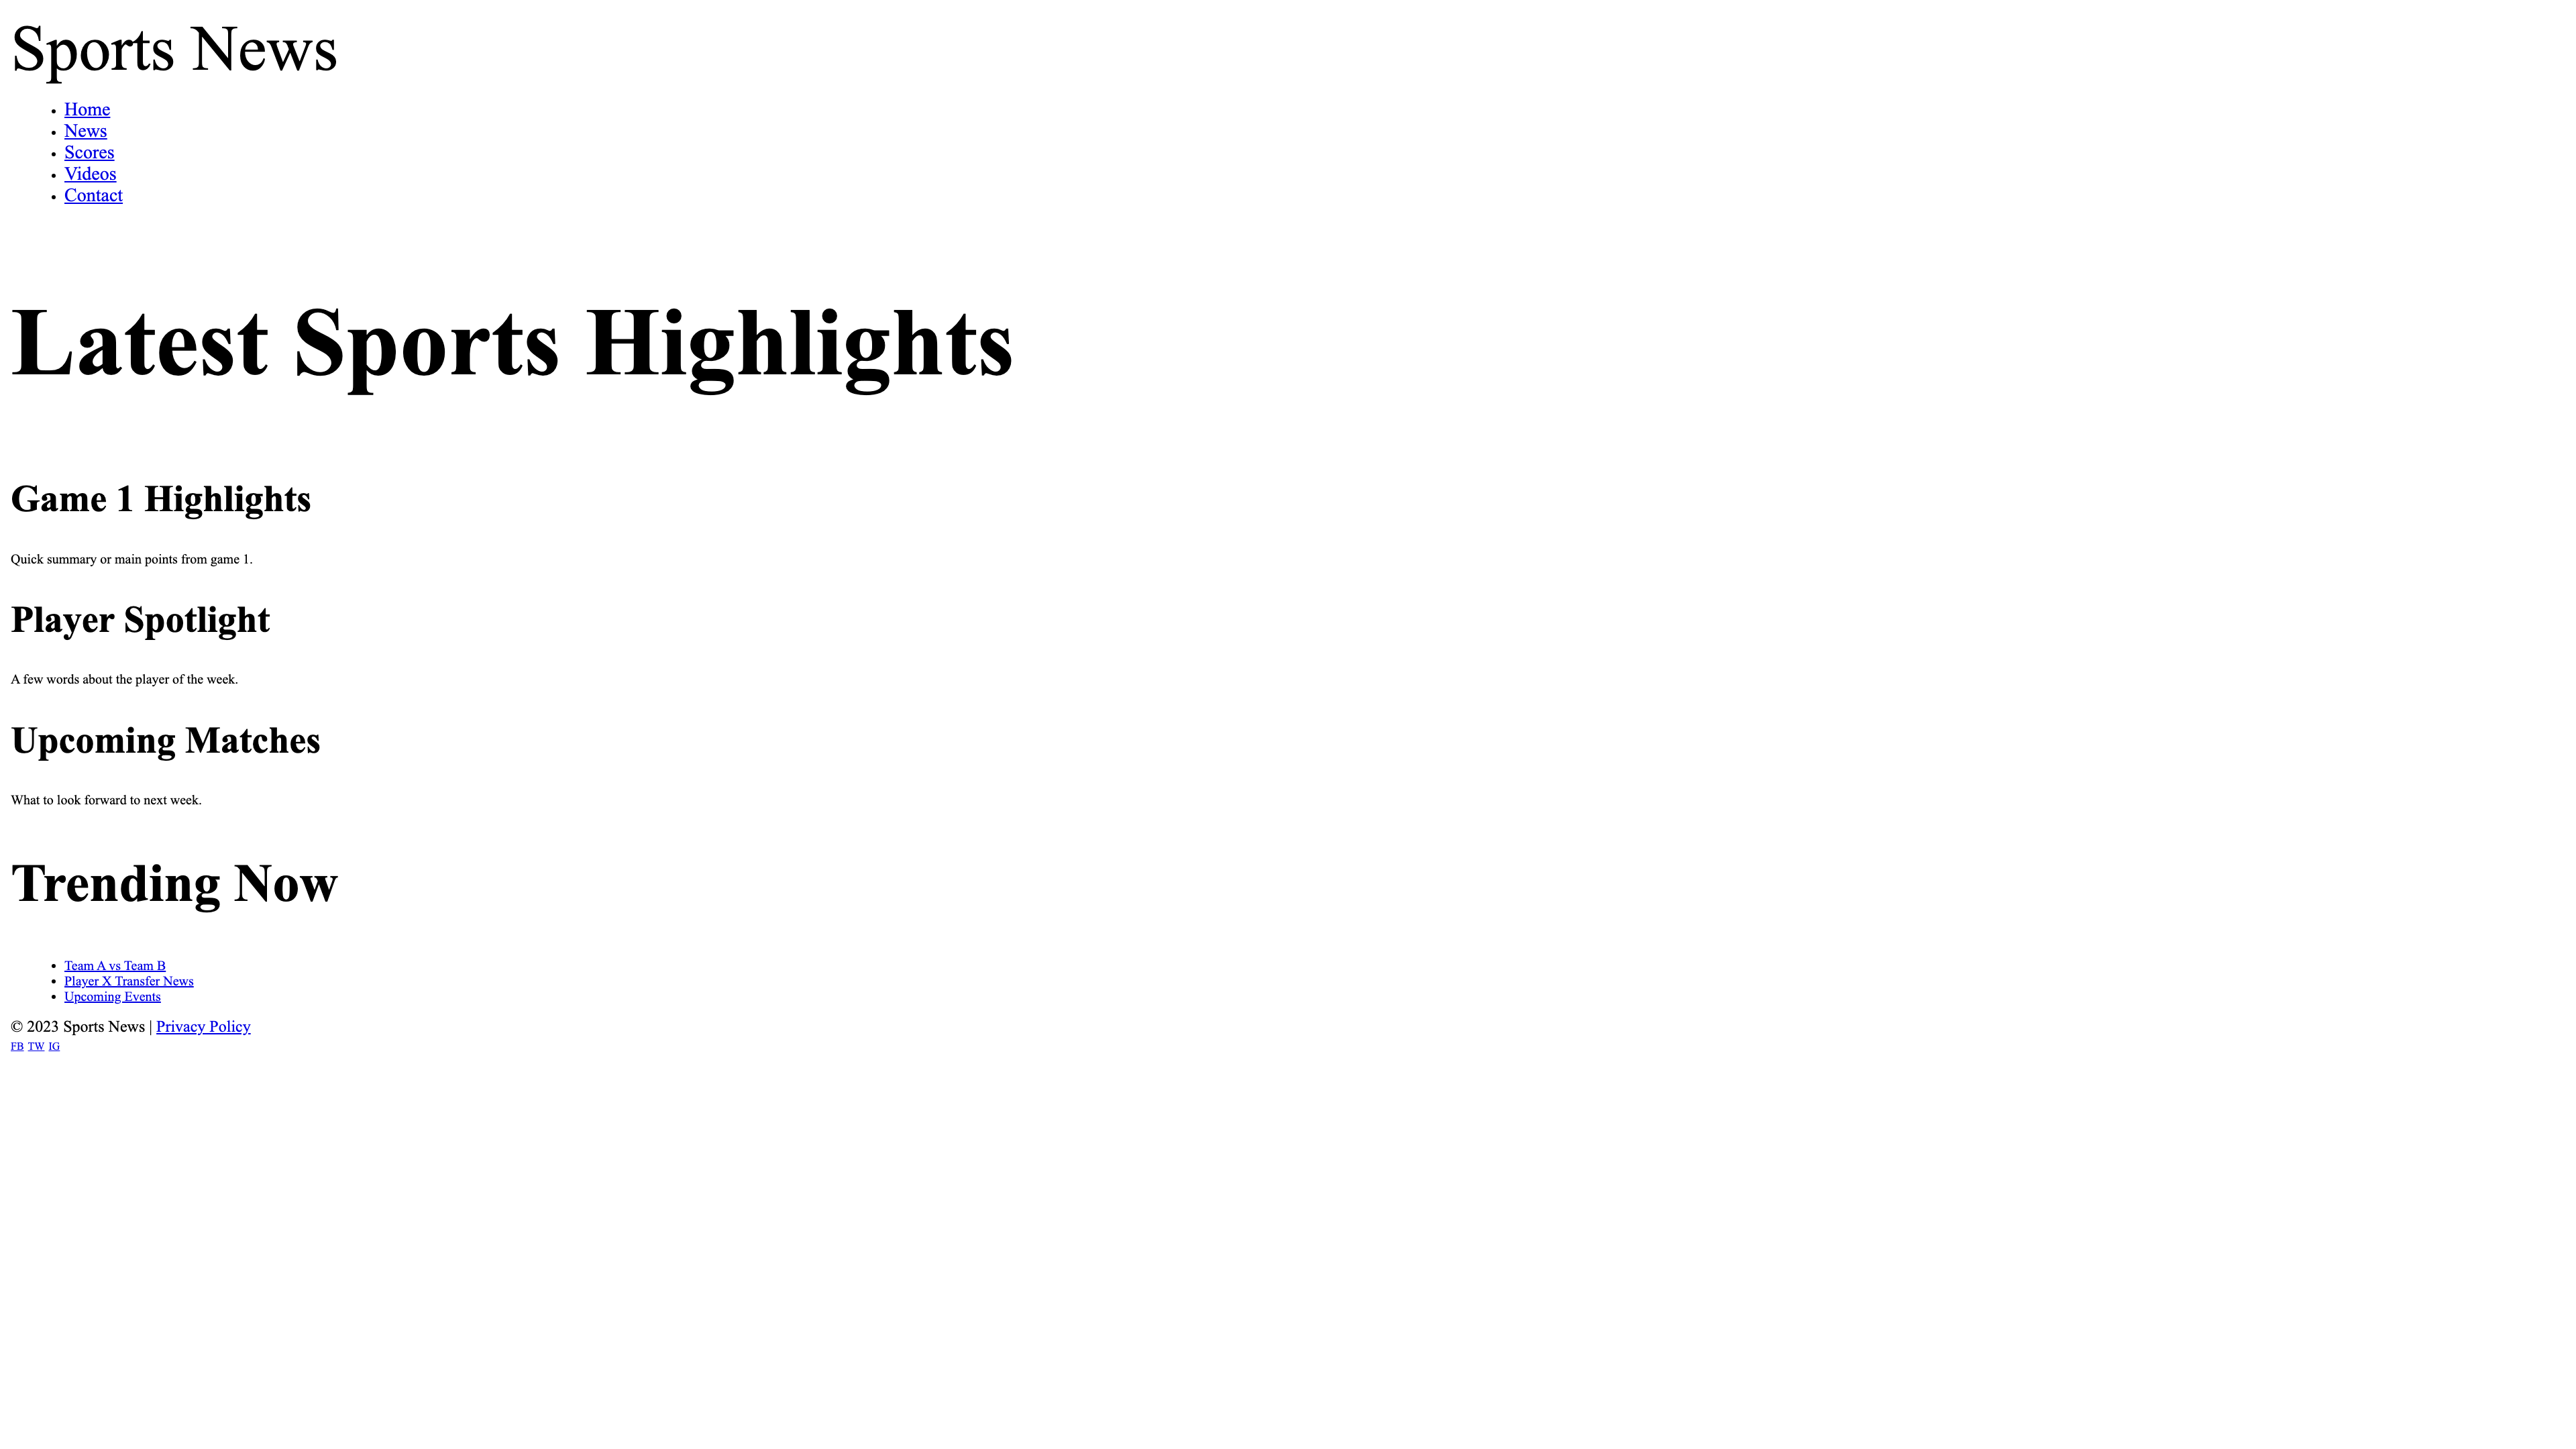 Sports News
Home
News
Scores
Videos
Contact
Latest Sports Highlights
Game 1 Highlights
Quick summary or main points from game 1.
Player Spotlight
A few words about the player of the week.
Upcoming Matches
What to look forward to next week.
Trending Now
Team A vs Team B
Player X Transfer News
Upcoming Events
© 2023 Sports News | Privacy Policy
FB TW IG